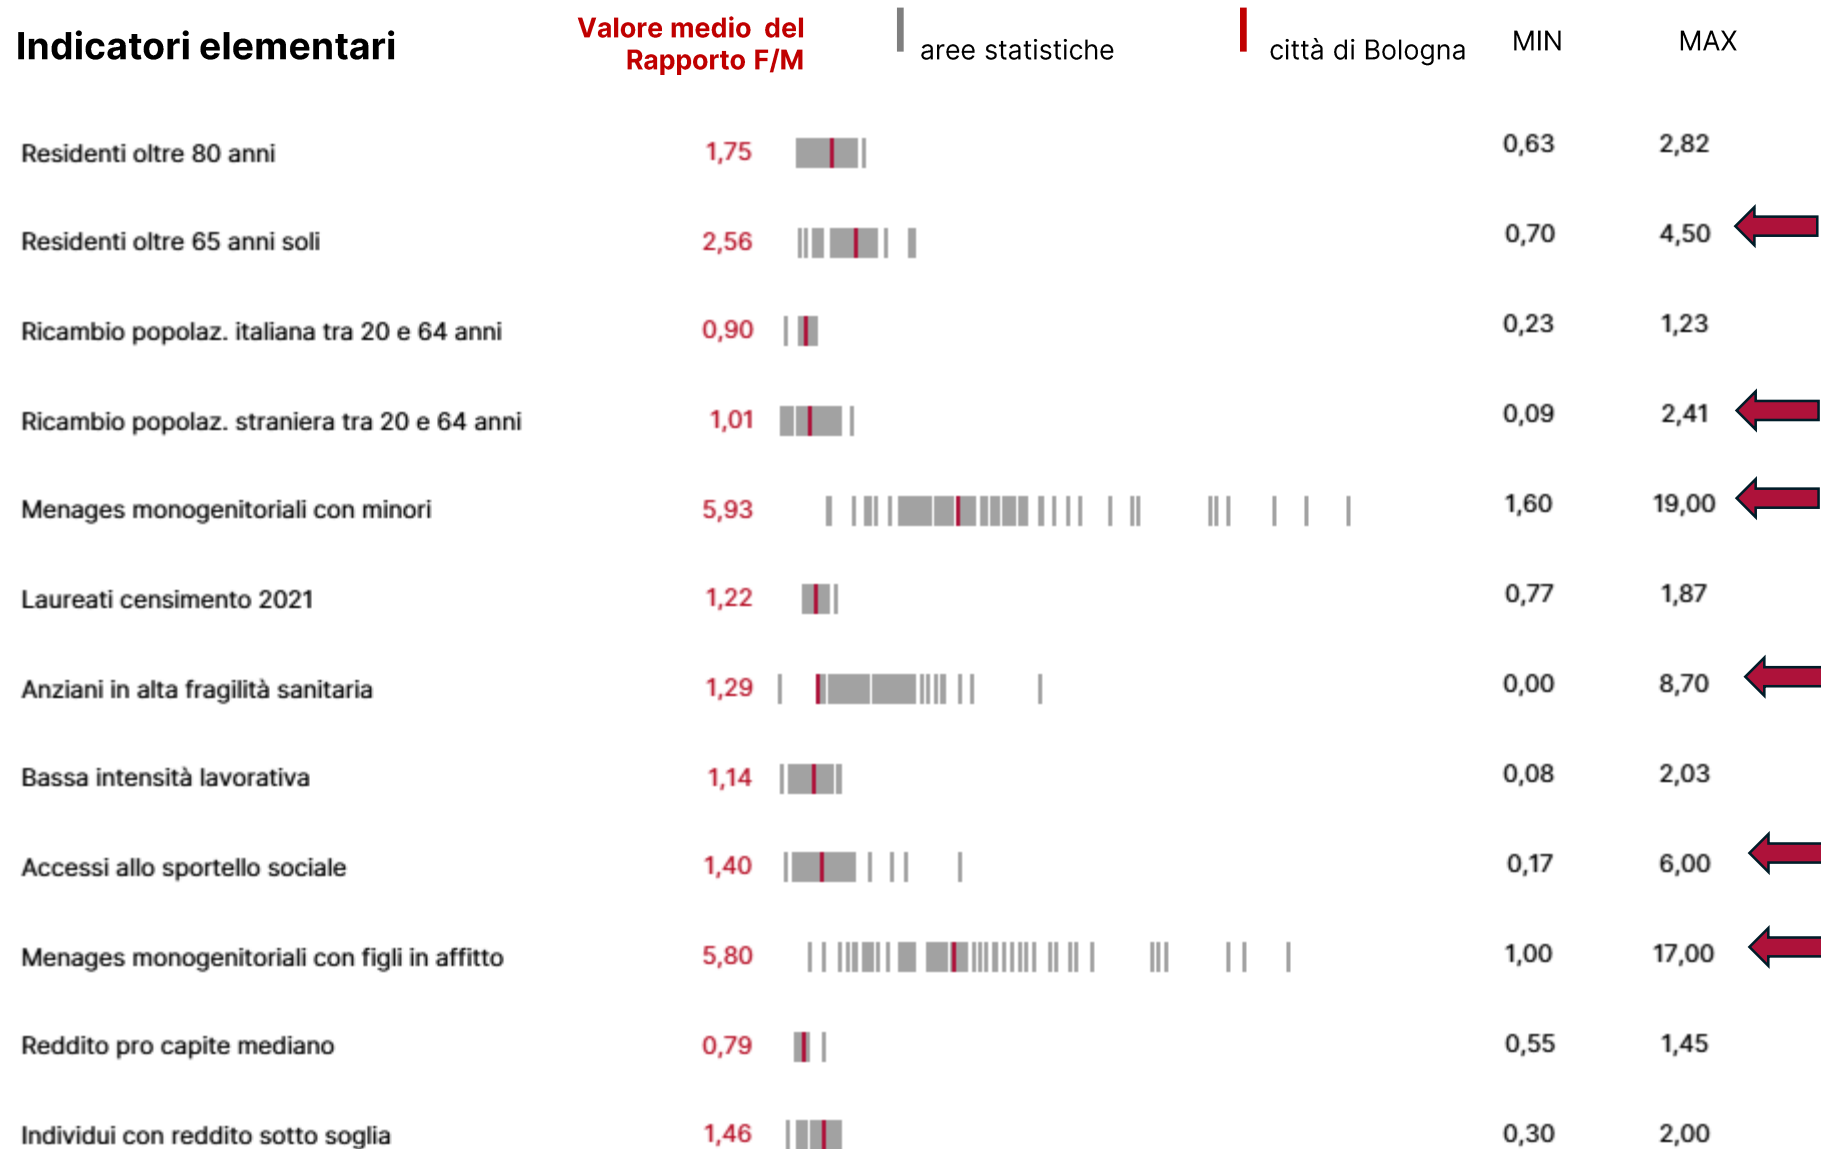 Indicatori elementari
Valore medio del
Rapporto F/M
aree statistiche
città di Bologna
MIN
MAX
Residenti oltre 80 anni 1,75 0,63 2,82
Residenti oltre 65 anni soli 2,56 0,70 4,50
Ricambio popolaz. italiana tra 20 e 64 anni 0,90 0,23 1,23
Ricambio popolaz. straniera tra 20 e 64 anni 1,01 0,09 2,41
Menages monogenitoriali con minori 5,93 1,60 19,00
Laureati censimento 2021 1,22 0,77 1,87
Anziani in alta fragilità sanitaria 1,29 0,00 8,70
Bassa intensità lavorativa 1,14 0,08 2,03
Accessi allo sportello sociale 1,40 0,17 6,00
Menages monogenitoriali con figli in affitto 5,80 1,00 17,00
Reddito pro capite mediano 0,79 0,55 1,45
Individui con reddito sotto soglia 1,46 0,30 2,00